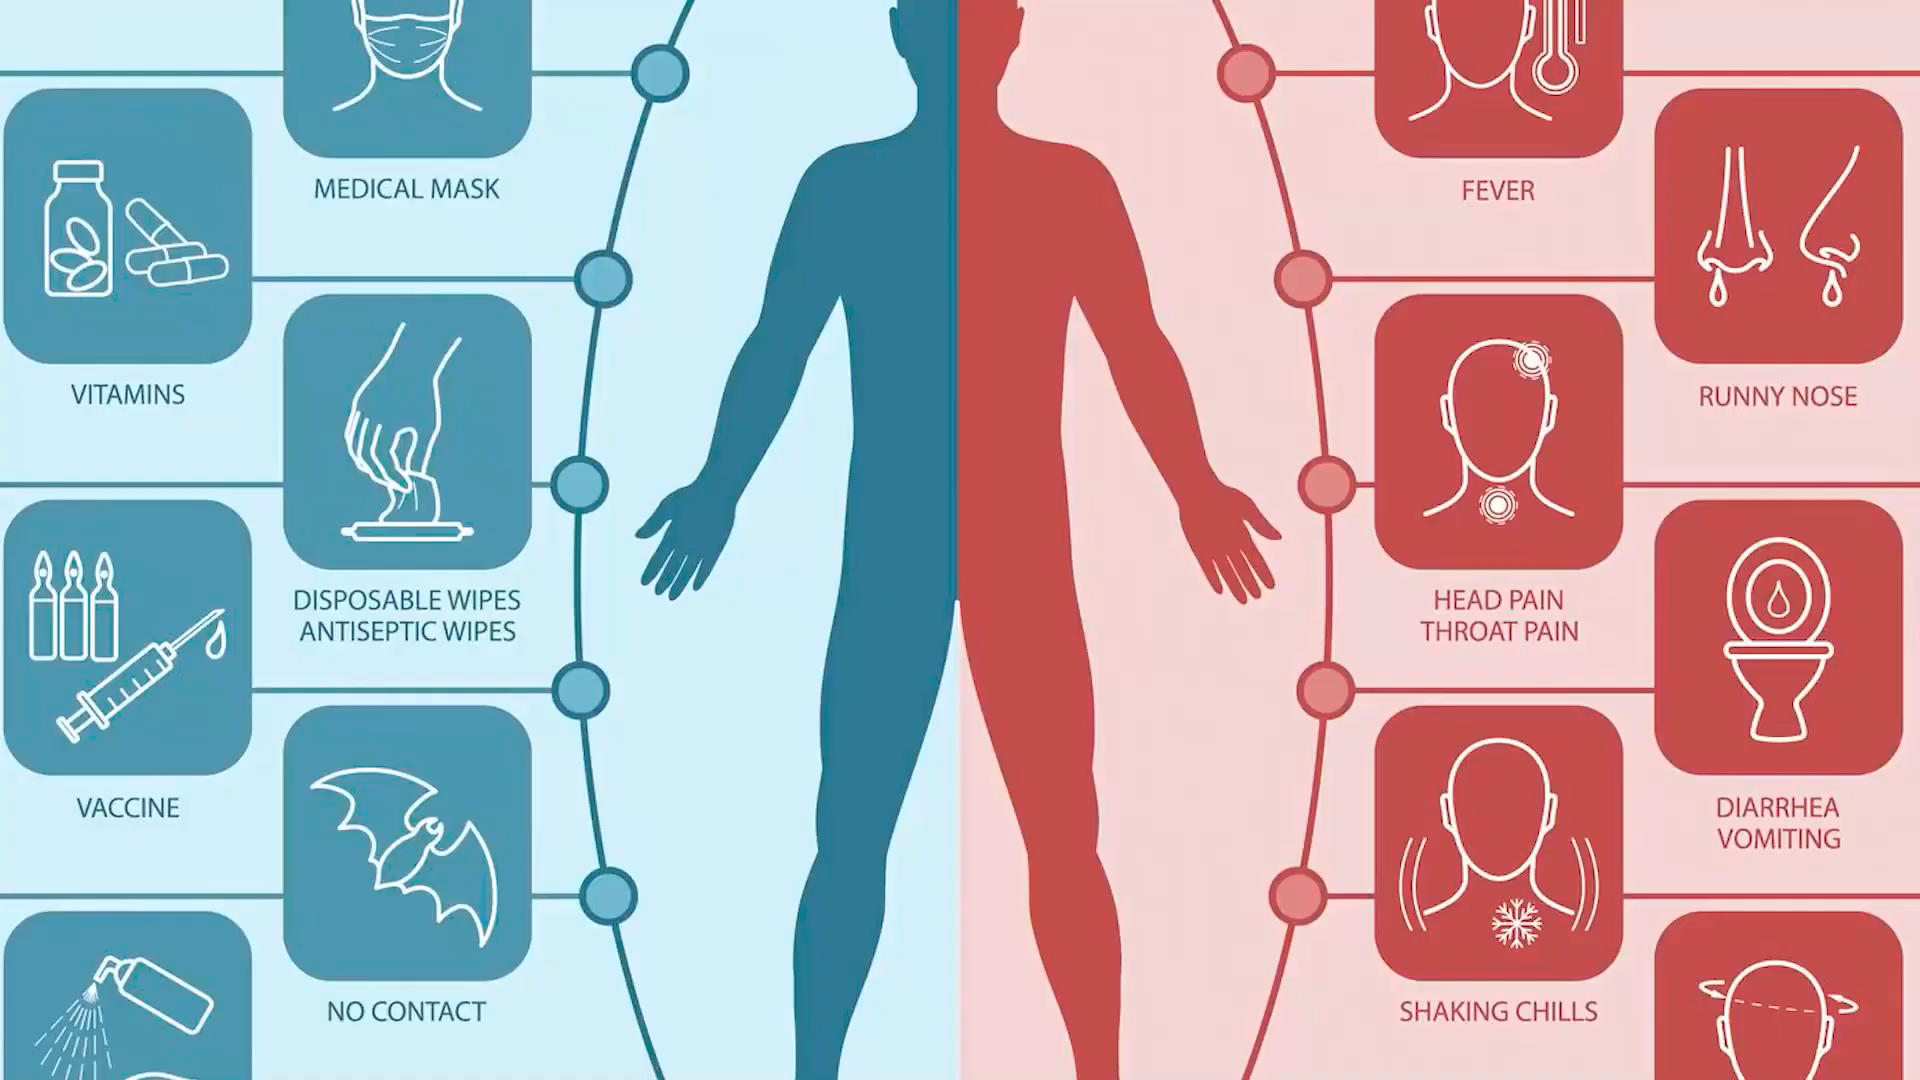 MEDICAL MASK
VITAMINS
DISPOSABLE WIPES
ANTISEPTIC WIPES
VACCINE
NO CONTACT
FEVER
RUNNY NOSE
HEAD PAIN
THROAT PAIN
DIARRHEA
VOMITING
SHAKING CHILLS